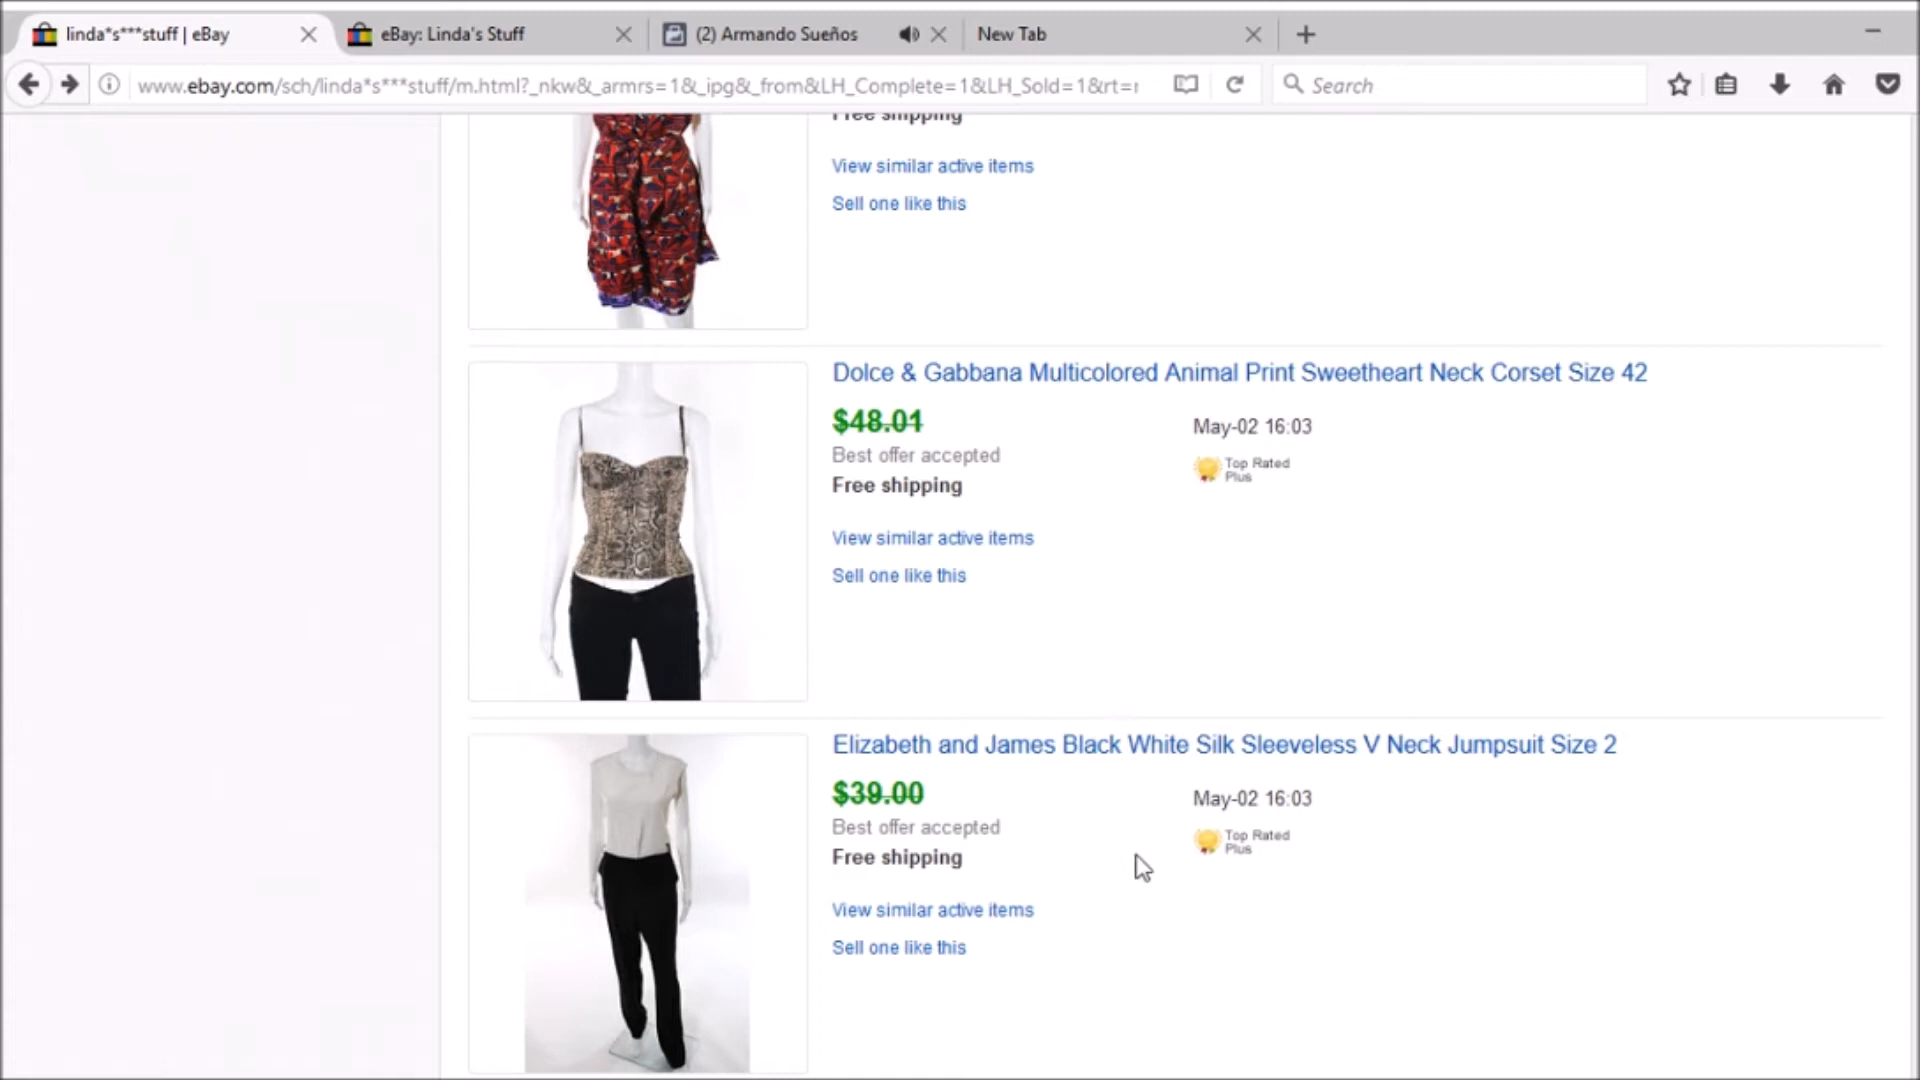 linda*s***stuff | eBay
eBay: Linda's Stuff
(2) Armando Sueños
New Tab
www.ebay.com/sch/linda*s***stuff/m.html?_nkw&_armrs=1&_ipg&_from&LH_Complete=1&LH_Sold=1&rt=r
Search
Free shipping
View similar active items
Sell one like this
Dolce & Gabbana Multicolored Animal Print Sweetheart Neck Corset Size 42
$48.01
May-02 16:03
Best offer accepted
Top Rated
Plus
Free shipping
View similar active items
Sell one like this
Elizabeth and James Black White Silk Sleeveless V Neck Jumpsuit Size 2
$39.00
May-02 16:03
Best offer accepted
Top Rated
Plus
Free shipping
View similar active items
Sell one like this